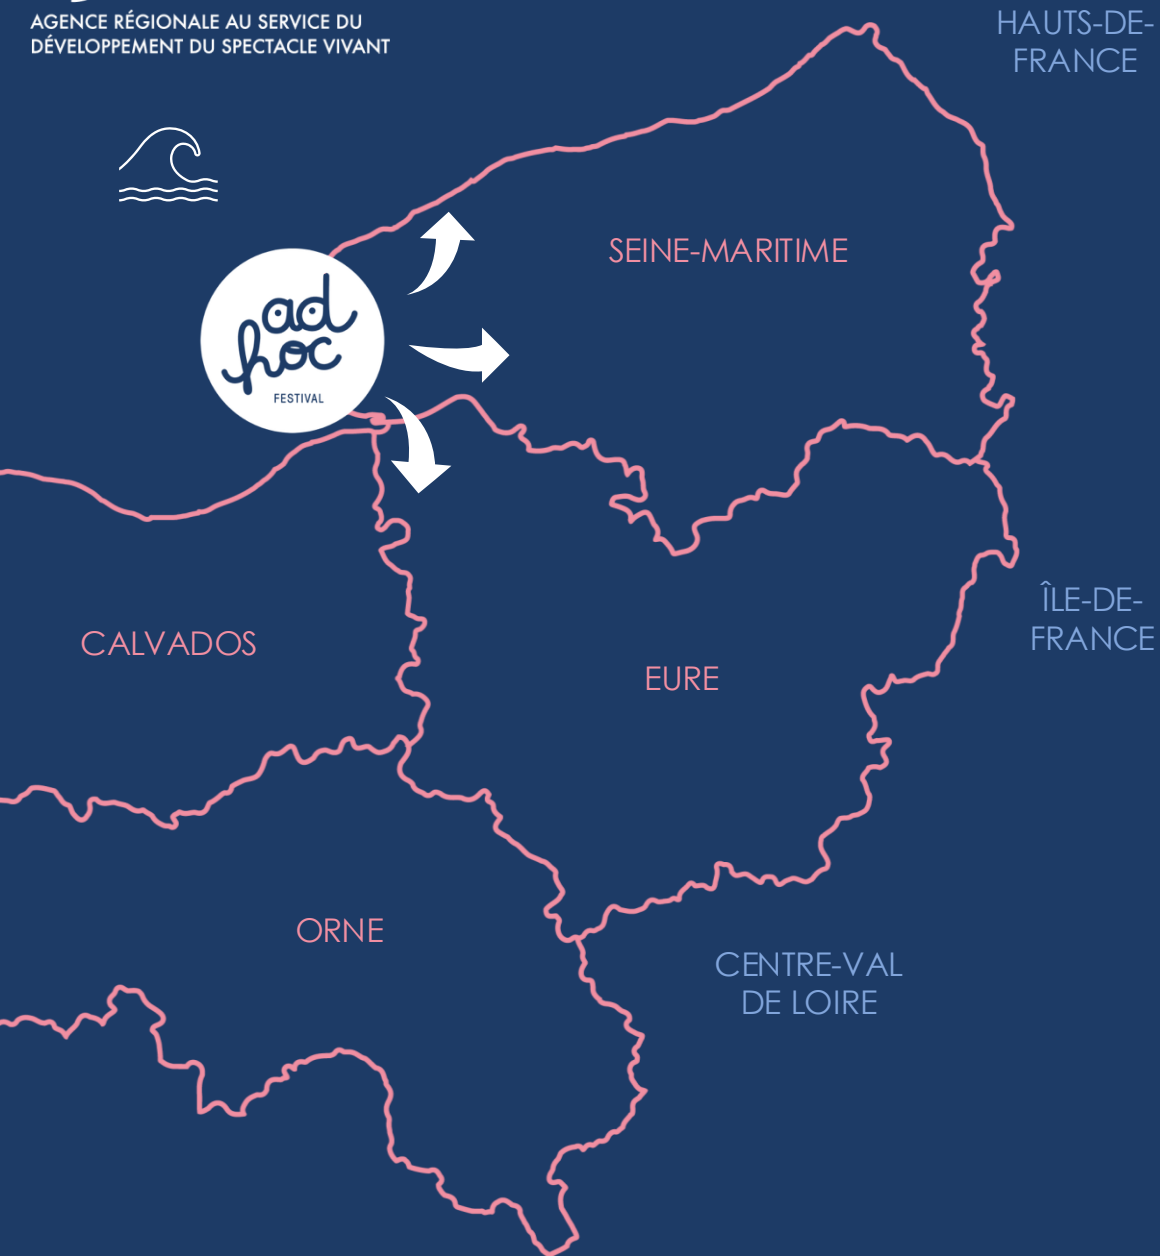 AGENCE RÉGIONALE AU SERVICE DU
DÉVELOPPEMENT DU SPECTACLE VIVANT
HAUTS-DE-
FRANCE
SEINE-MARITIME
ad
hoc
FESTIVAL
ÎLE-DE-
FRANCE
CALVADOS
EURE
ORNE
CENTRE-VAL
DE LOIRE